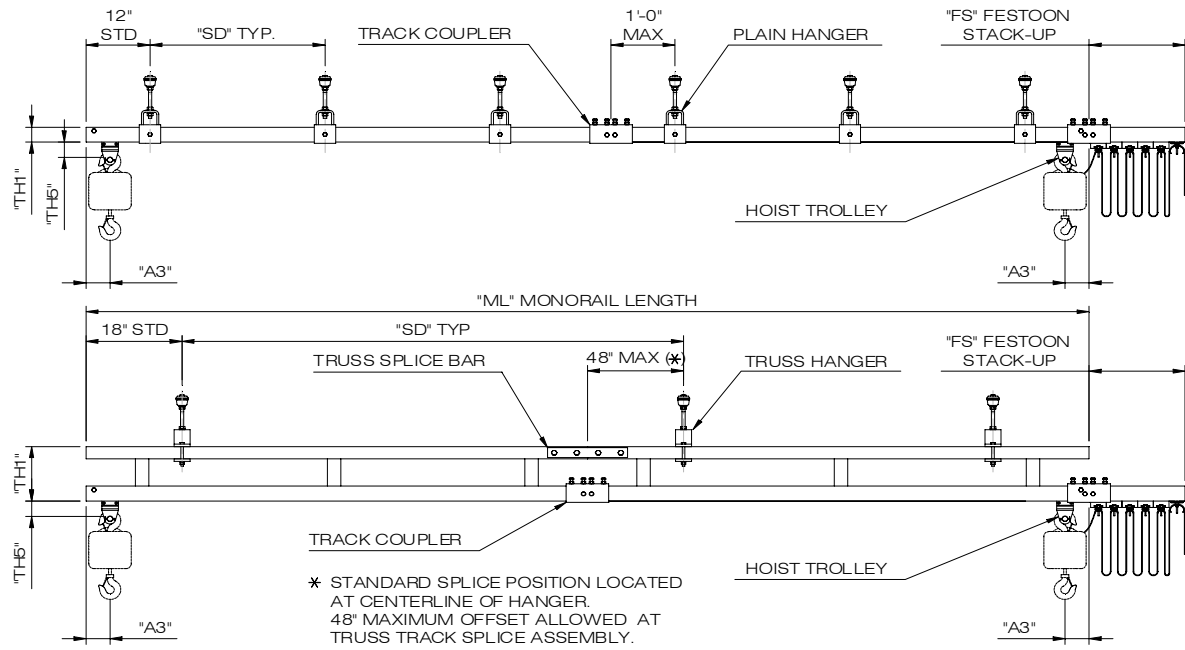 12"
STD
"SD" TYP.
TRACK COUPLER
1'-0"
MAX
PLAIN HANGER
"FS" FESTOON
STACK-UP
"TH1"
"TH5"
HOIST TROLLEY
"A3"
"A3"
"ML" MONORAIL LENGTH
18" STD
"SD" TYP
TRUSS SPLICE BAR
48" MAX (*)
TRUSS HANGER
"FS" FESTOON
STACK-UP
"TH1"
"TH5"
TRACK COUPLER
HOIST TROLLEY
* STANDARD SPLICE POSITION LOCATED
AT CENTERLINE OF HANGER.
48" MAXIMUM OFFSET ALLOWED AT
TRUSS TRACK SPLICE ASSEMBLY.
"A3"
"A3"